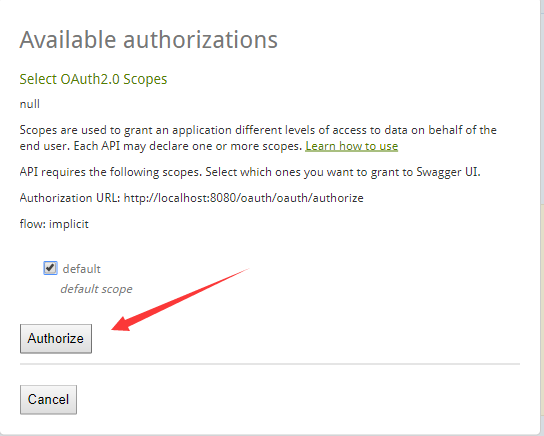 Available authorizations
Select OAuth2.0 Scopes
null
Scopes are used to grant an application different levels of access to data on behalf of the
end user. Each API may declare one or more scopes. Learn how to use
API requires the following scopes. Select which ones you want to grant to Swagger UI.
Authorization URL: http://localhost:8080/oauth/oauth/authorize
flow: implicit
default
default scope
Authorize
Cancel